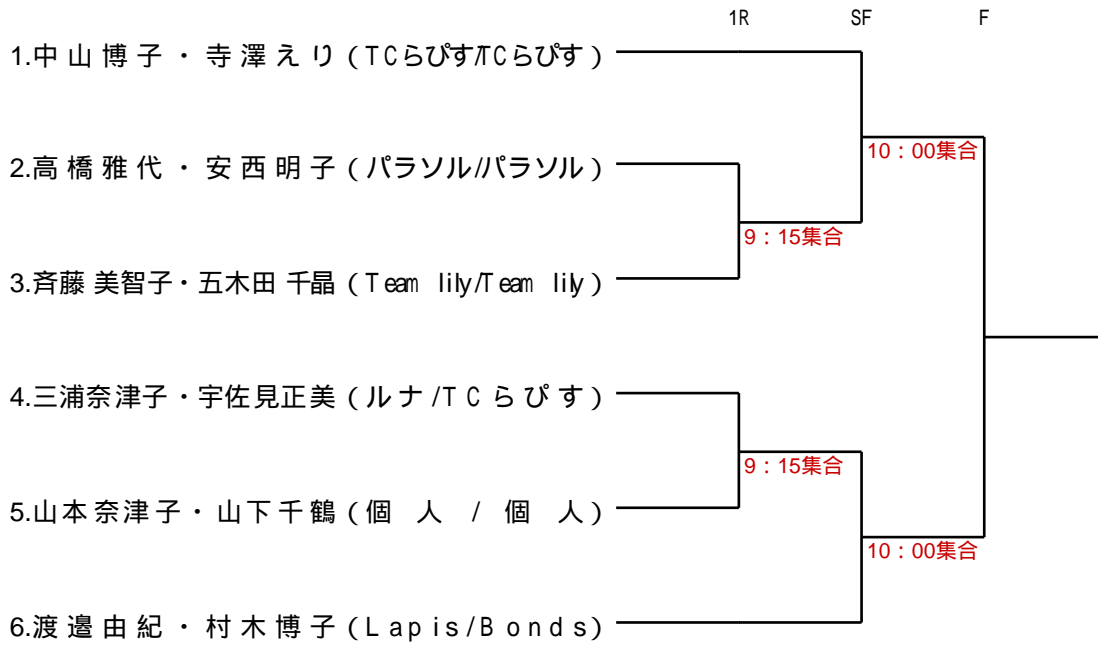 1R SF F
1.中山博子・寺澤えり(TCらぴす/TCらぴす)
10：00集合
2.高橋雅代・安西明子(パラソル/パラソル)
9：15集合
3.斉藤 美智子・五木田 千晶(Team lily/Team lily)
4.三浦奈津子・宇佐見正美(ルナ/TCらぴす)
9：15集合
5.山本奈津子・山下千鶴(個 人 / 個 人)
10：00集合
6.渡邉由紀・村木博子(Lapis/Bonds)